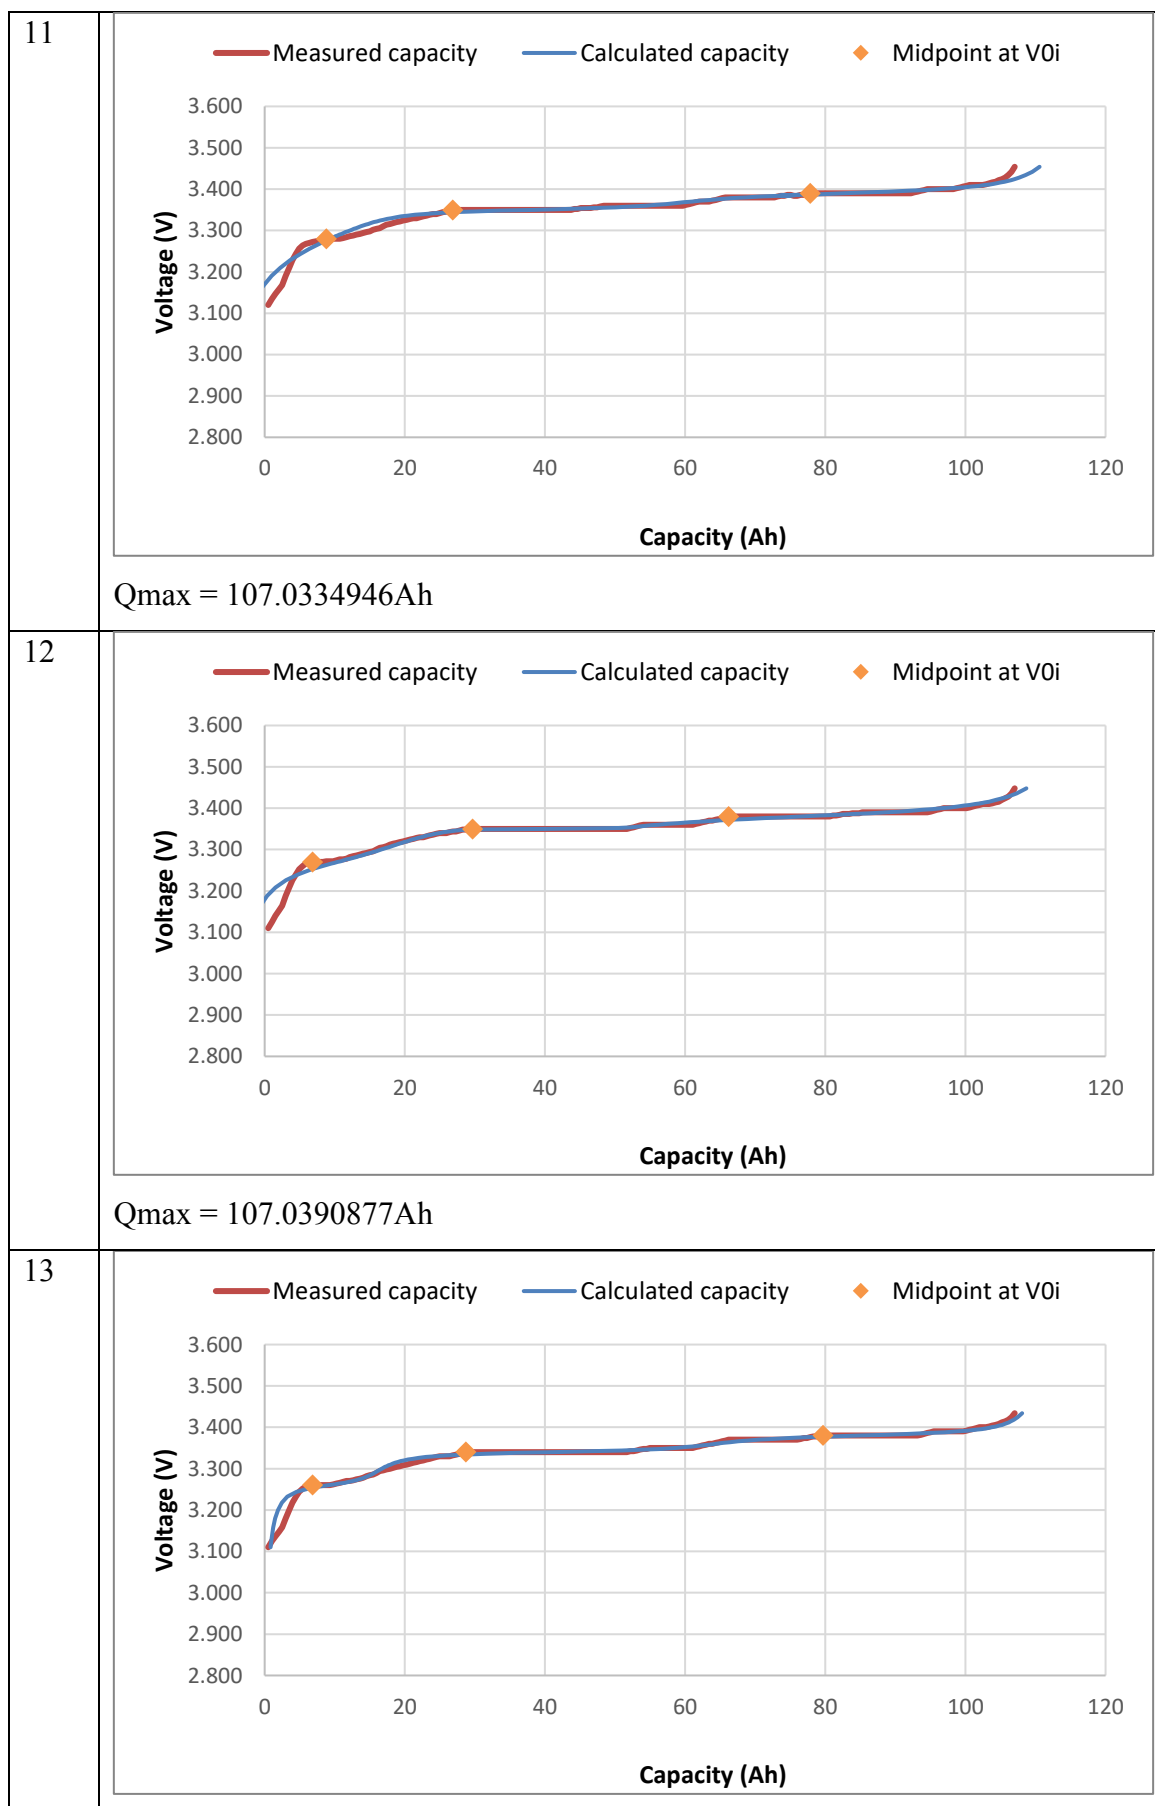 11
Measured capacity Calculated capacity Midpoint at V0i
3.600
3.500
3.400
3.300
3.200
3.100
3.000
2.900
2.800
Voltage (V)
0 20 40 60 80 100 120
Capacity (Ah)
Qmax = 107.0334946Ah
12
Measured capacity Calculated capacity Midpoint at V0i
3.600
3.500
3.400
3.300
3.200
3.100
3.000
2.900
2.800
Voltage (V)
0 20 40 60 80 100 120
Capacity (Ah)
Qmax = 107.0390877Ah
13
Measured capacity Calculated capacity Midpoint at V0i
3.600
3.500
3.400
3.300
3.200
3.100
3.000
2.900
2.800
Voltage (V)
0 20 40 60 80 100 120
Capacity (Ah)